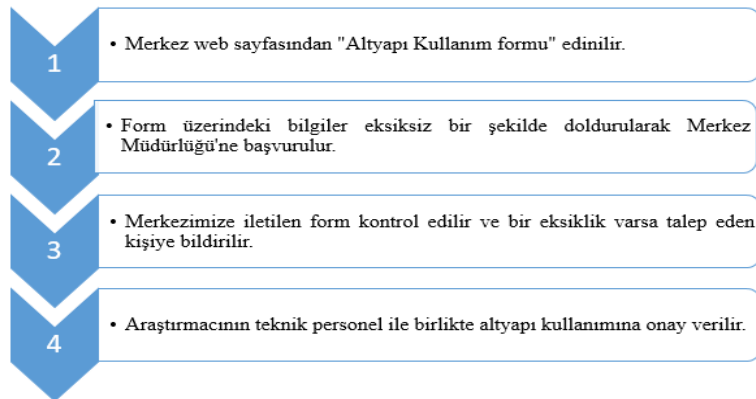 1
• Merkez web sayfasından "Altyapı Kullanım formu" edinilir.
2
• Form üzerindeki bilgiler eksiksiz bir şekilde doldurularak Merkez
Müdürlüğü'ne başvurulur.
3
• Merkezimize iletilen form kontrol edilir ve bir eksiklik varsa talep eden
kişiye bildirilir.
4
• Araştırmacının teknik personel ile birlikte altyapı kullanımına onay verilir.